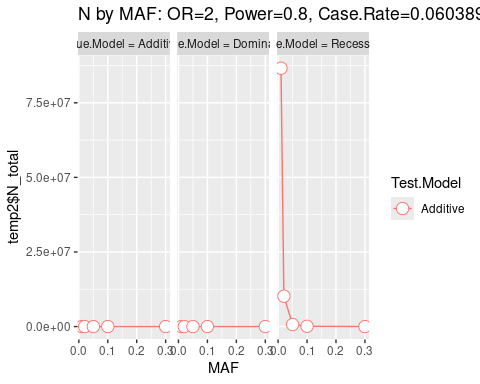 N by MAF: OR=2, Power=0.8, Case.Rate=0.060389
ue.Model = Additiv
e.Model = Domina
e.Model = Recess
temp2$N_total
7.5e+07
5.0e+07
2.5e+07
0.0e+00
0.0 0.1 0.2 0.3
0.0 0.1 0.2 0.3
0.0 0.1 0.2 0.3
MAF
Test.Model
Additive